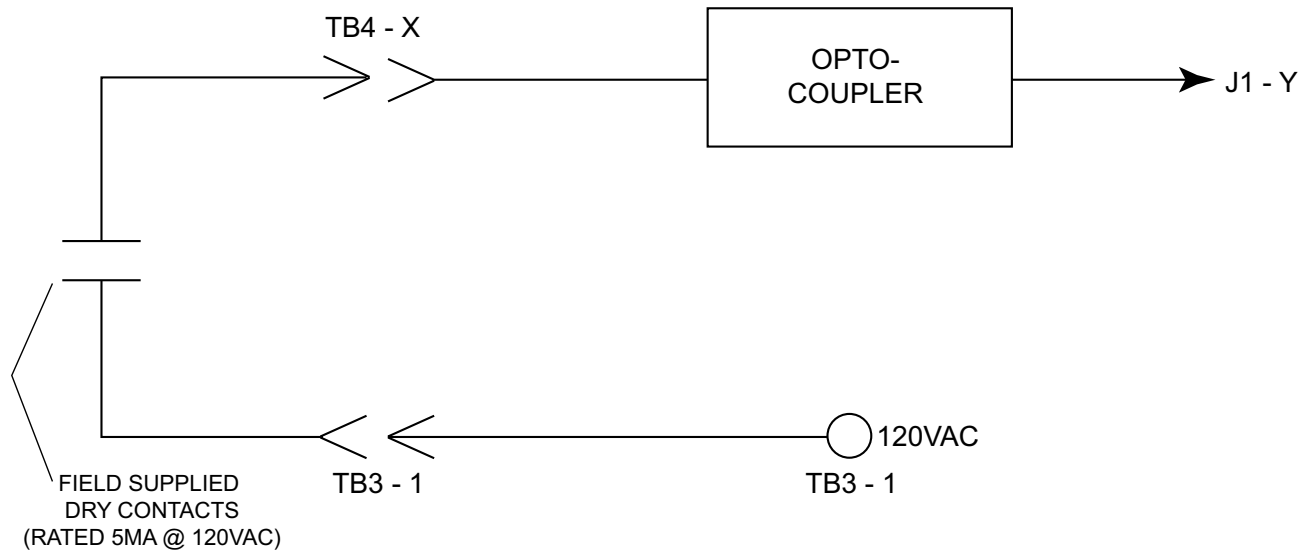 TB4 - X
OPTO-
COUPLER
J1 - Y
120VAC
TB3 - 1
TB3 - 1
FIELD SUPPLIED
DRY CONTACTS
(RATED 5MA @ 120VAC)